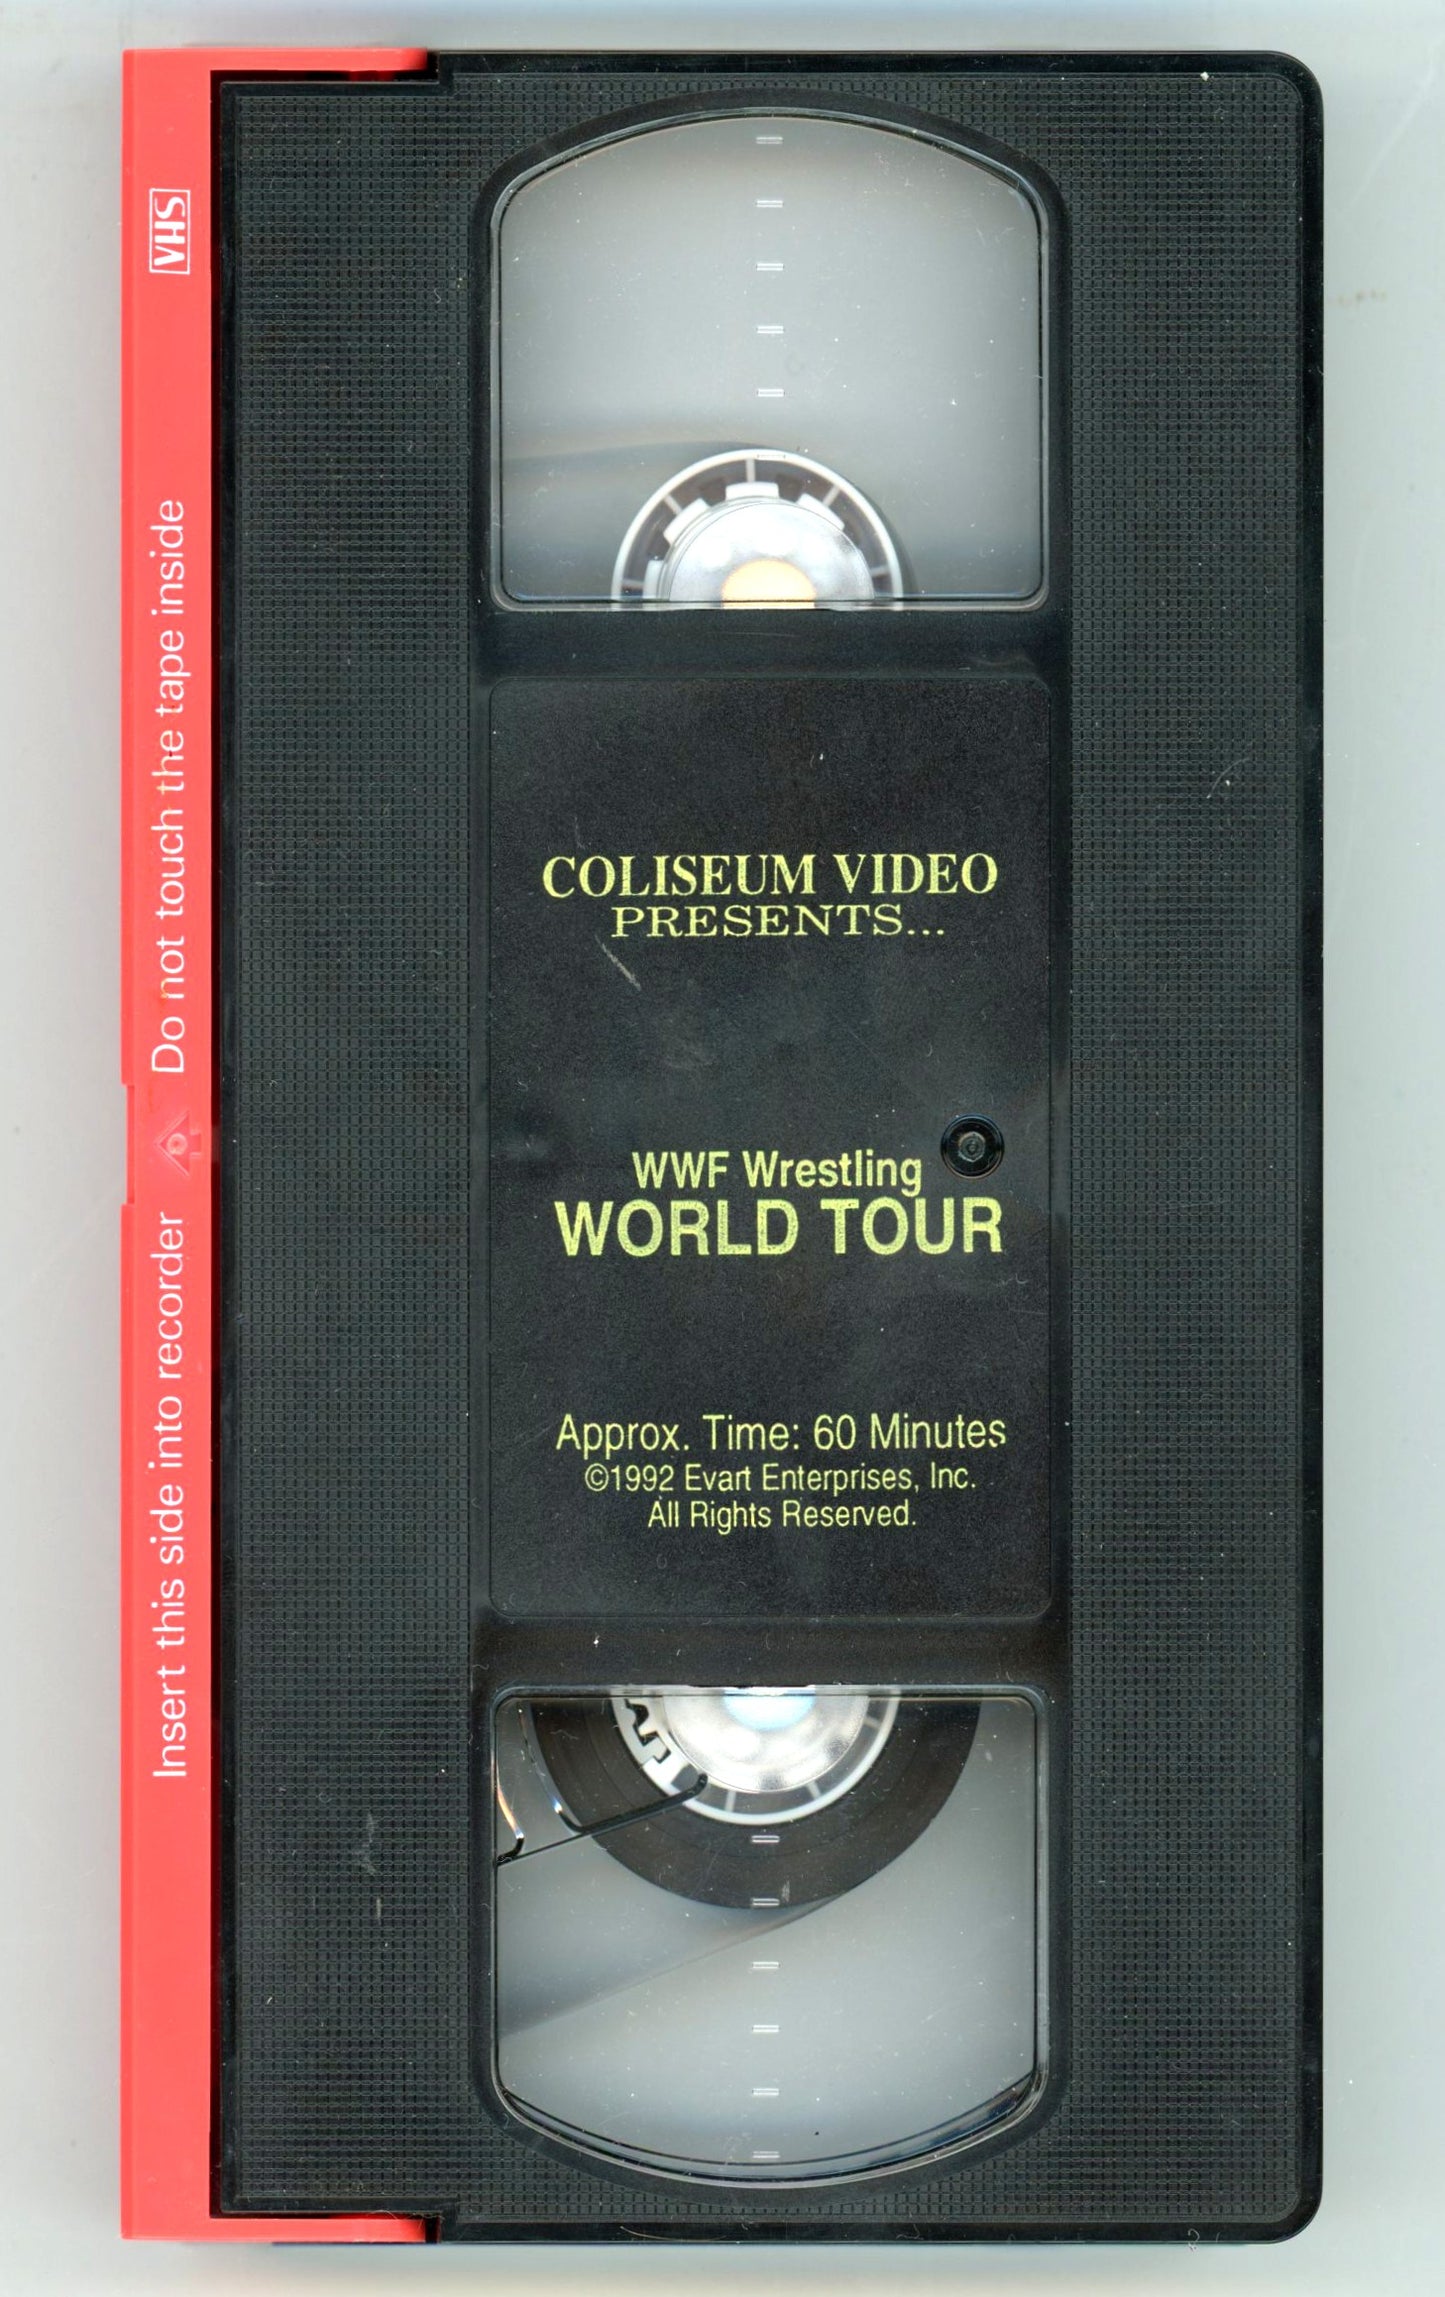 VHS
Do not touch the tape inside
Insert this side into recorder
COLISEUM VIDEO
PRESENTS...
WWF Wrestling
WORLD TOUR
Approx. Time: 60 Minutes
©1992 Evart Enterprises, Inc.
All Rights Reserved.